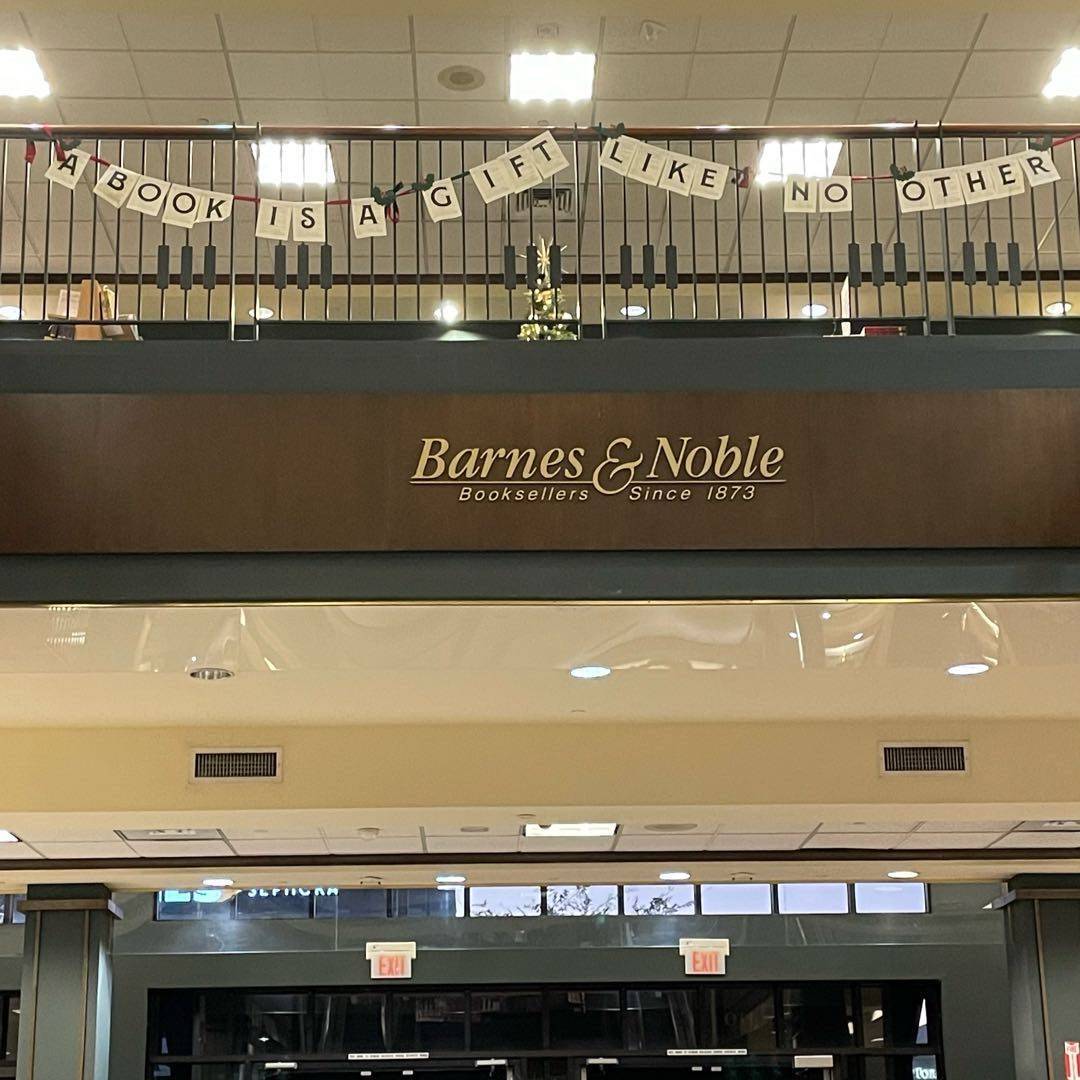 A BOOK IS A GIFT LIKE NO OTHER
Barnes & Noble
Booksellers Since 1873
SEPHORA
EXIT
EXIT